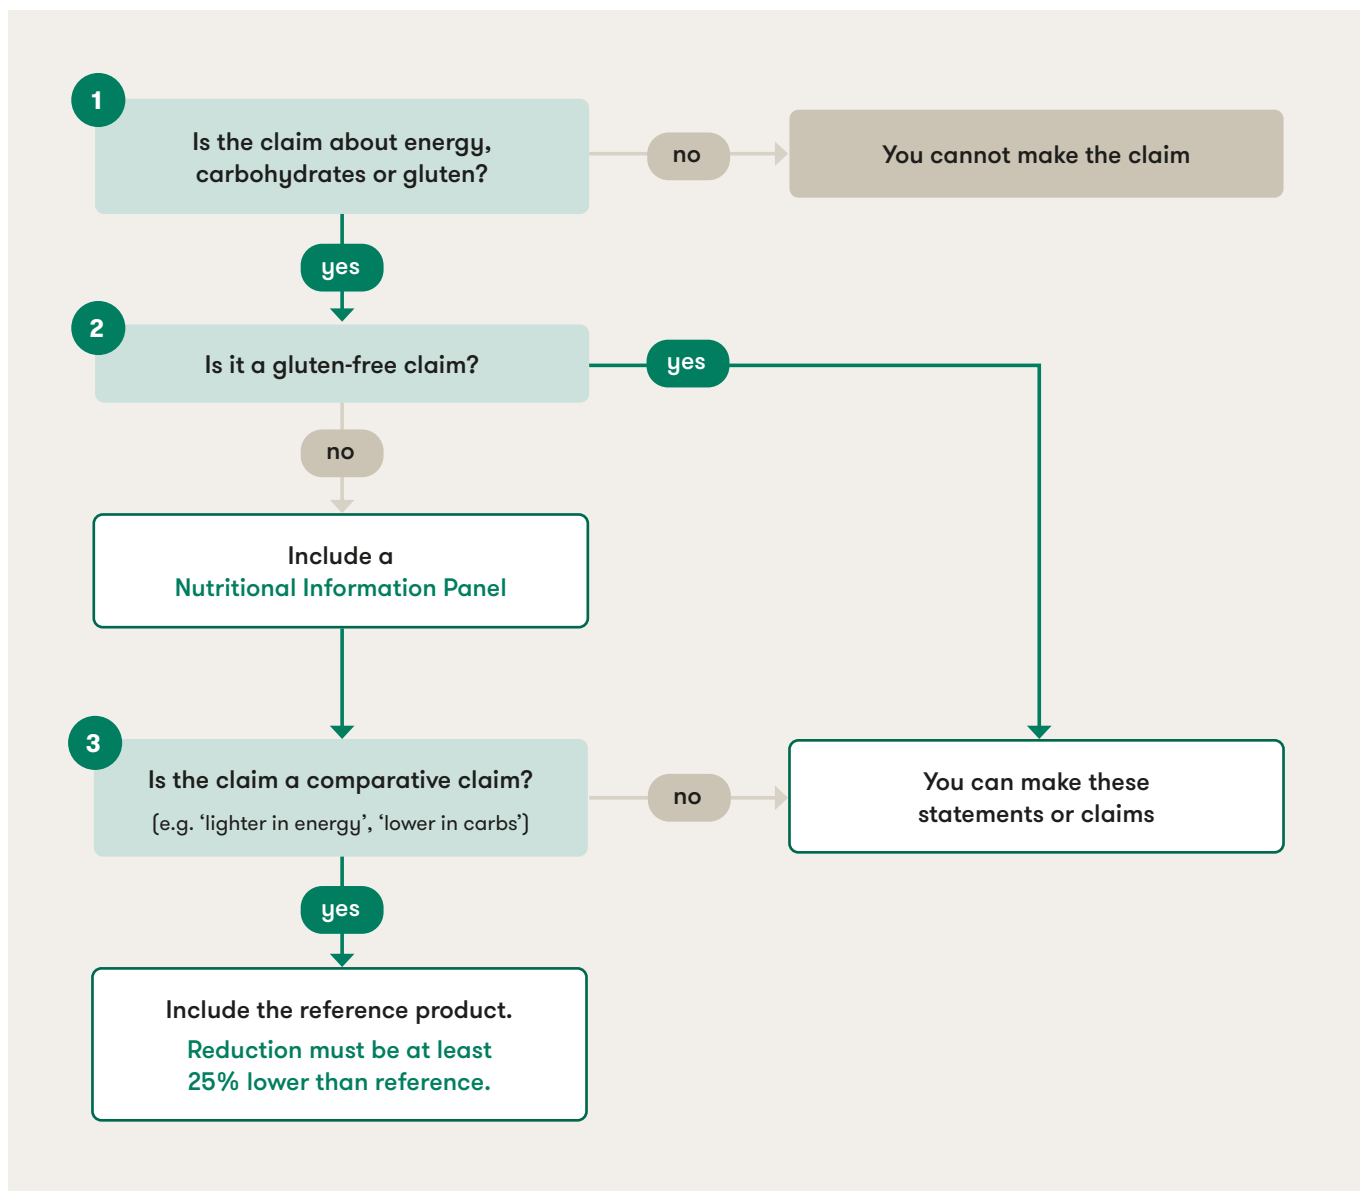 1
Is the claim about energy,
carbohydrates or gluten?
no
You cannot make the claim
yes
2
Is it a gluten-free claim?
yes
no
Include a
Nutritional Information Panel
3
Is the claim a comparative claim?
(e.g. ‘lighter in energy’, ‘lower in carbs’)
no
You can make these
statements or claims
yes
Include the reference product.
Reduction must be at least
25% lower than reference.